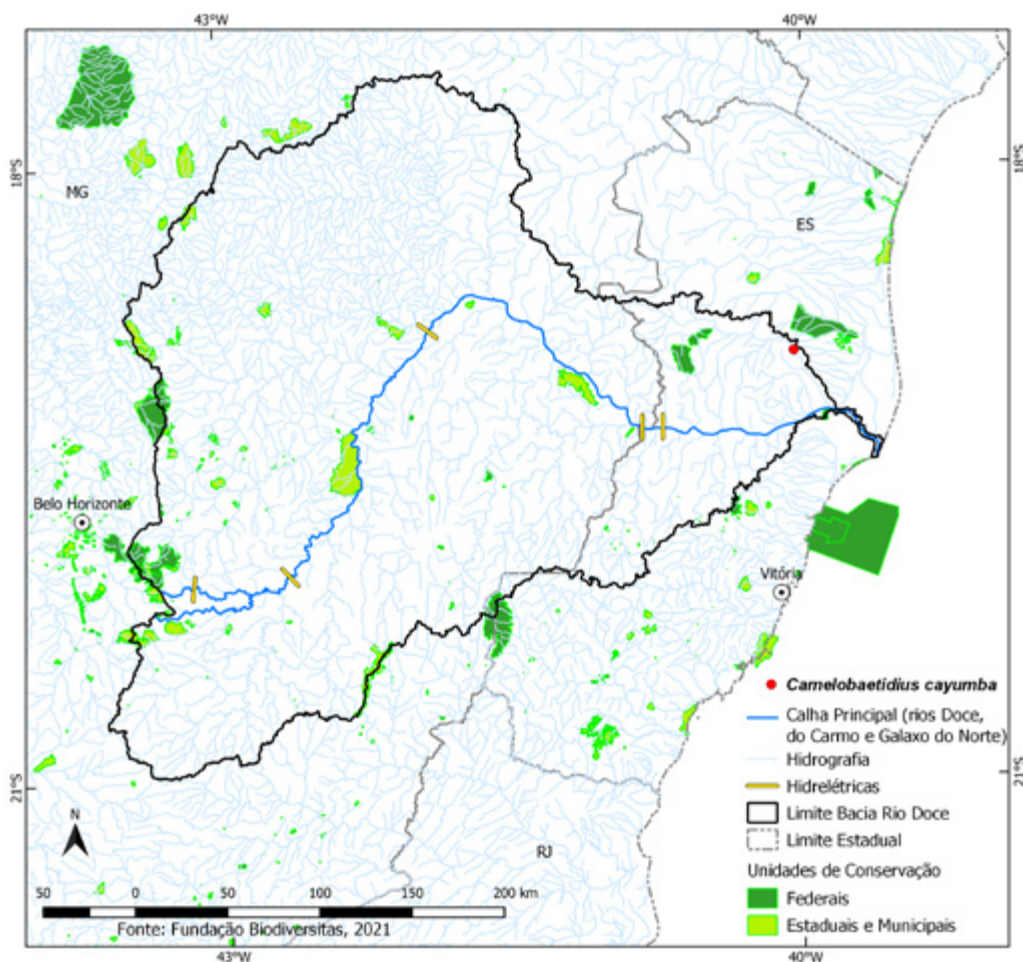 43°W
40°W
18°S
18°S
MG
ES
Belo Horizonte
Vitória
Camelobaetidius cayumba
Calha Principal (rios Doce,
do Carmo e Galaxo do Norte)
Hidrografia
Hidrelétricas
Limite Bacia Rio Doce
Limite Estadual
Unidades de Conservação
Federais
Estaduais e Municipais
21°S
21°S
N
RJ
50 0 50 100 150 200 km
Fonte: Fundação Biodiversitas, 2021
43°W
40°W